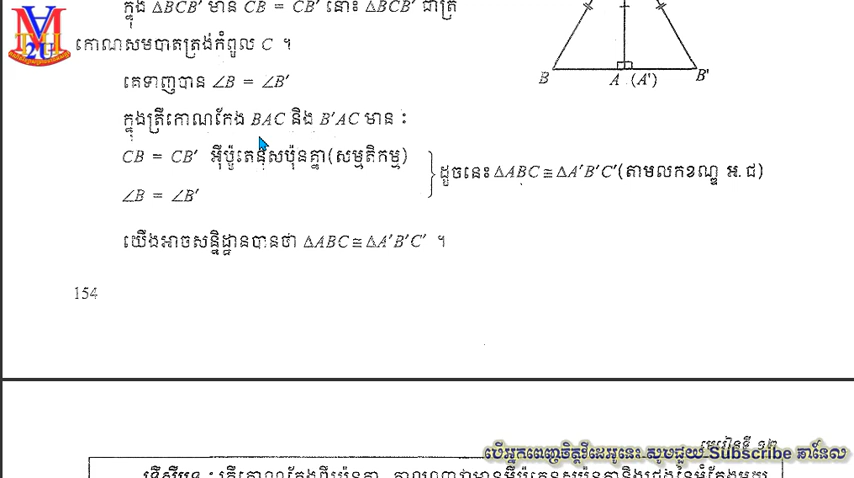 ក្នុង ΔBCB′ មាន CB = CB′ នោះ ΔBCB′ ជាត្រី
កោណសមបាតត្រង់កំពូល C ។
គេទាញបាន ∠B = ∠B′
ក្នុងត្រីកោណកែង BAC និង B′AC មាន :
CB = CB′ អ៊ីប៉ូតេនុសប៉ុនគ្នា(សម្មតិកម្ម)
∠B = ∠B′
ដូចនេះ ΔABC ≅ ΔA′B′C′ (តាមលក្ខខណ្ឌ អ.ជ)
យើងអាចសន្និដ្ឋានបានថា ΔABC ≅ ΔA′B′C′ ។
B A (A′) B′
154
មេរៀនទី ១២
បើអ្នកពេញចិត្តវីដេអូនេះ សូមជួយ Subscribe ឆានែល